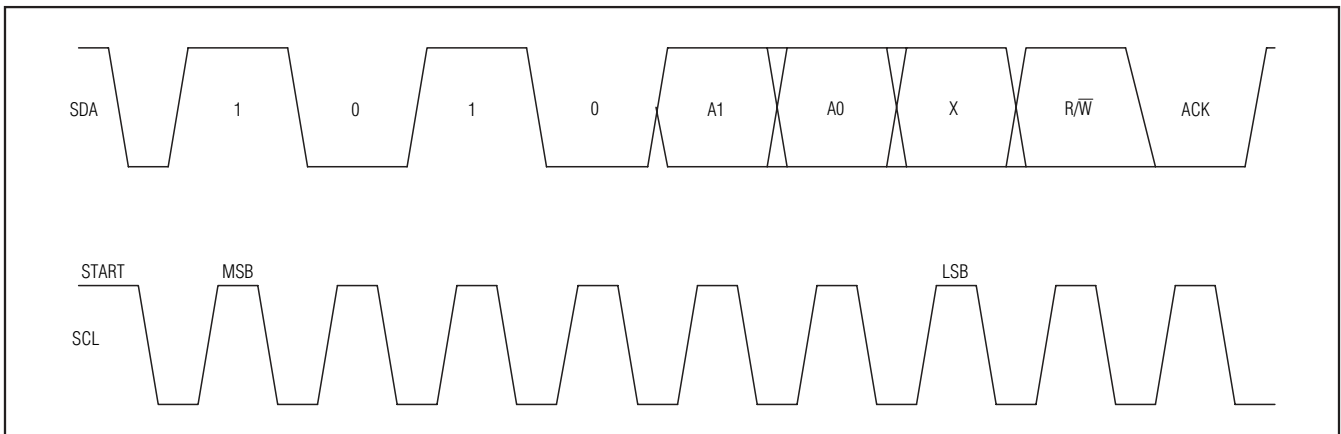 SDA 1 0 1 0 A1 A0 X R/W̅ ACK
START MSB LSB
SCL